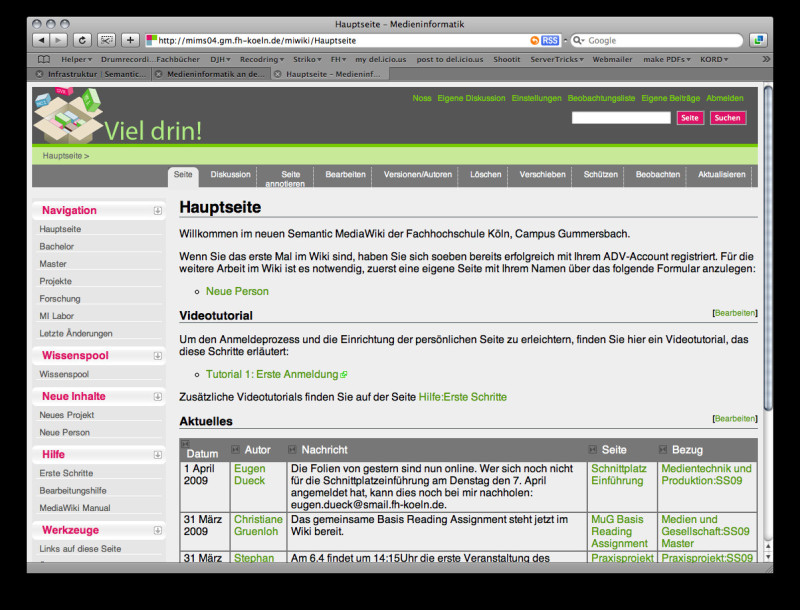 Hauptseite – Medieninformatik
http://mims04.gm.fh-koeln.de/miwiki/Hauptseite
RSS
Google
Helper Drumrecordi...Fachbücher DJH Recodring Striko FH my del.icio.us post to del.icio.us Shootit ServerTricks Webmailer make PDFs KORD
Infrastruktur | Semantic... Medieninformatik an de... Hauptseite – Medieninf...
Noss Eigene Diskussion Einstellungen Beobachtungsliste Eigene Beiträge Abmelden
Viel drin!
Seite Suchen
Hauptseite >
Seite Diskussion Seite annotieren Bearbeiten Versionen/Autoren Löschen Verschieben Schützen Beobachten Aktualisieren
Navigation
Hauptseite
Bachelor
Master
Projekte
Forschung
MI Labor
Letzte Änderungen
Wissenspool
Wissenspool
Neue Inhalte
Neues Projekt
Neue Person
Hilfe
Erste Schritte
Bearbeitungshilfe
MediaWiki Manual
Werkzeuge
Links auf diese Seite
Hauptseite
Willkommen im neuen Semantic MediaWiki der Fachhochschule Köln, Campus Gummersbach.
Wenn Sie das erste Mal im Wiki sind, haben Sie sich soeben bereits erfolgreich mit Ihrem ADV-Account registriert. Für die
weitere Arbeit im Wiki ist es notwendig, zuerst eine eigene Seite mit Ihrem Namen über das folgende Formular anzulegen:
Neue Person
Videotutorial [Bearbeiten]
Um den Anmeldeprozess und die Einrichtung der persönlichen Seite zu erleichtern, finden Sie hier ein Videotutorial, das
diese Schritte erläutert:
Tutorial 1: Erste Anmeldung
Zusätzliche Videotutorials finden Sie auf der Seite Hilfe:Erste Schritte
Aktuelles [Bearbeiten]
Datum Autor Nachricht Seite Bezug
1 April Eugen Die Folien von gestern sind nun online. Wer sich noch nicht Schnittplatz Medientechnik und
2009 Dueck für die Schnittplatzeinführung am Denstag den 7. April Einführung Produktion:SS09
angemeldet hat, kann dies noch bei mir nachholen:
eugen.dueck@smail.fh-koeln.de.
31 März Christiane Das gemeinsame Basis Reading Assignment steht jetzt im MuG Basis Medien und
2009 Gruenloh Wiki bereit. Reading Gesellschaft:SS09
Assignment Master
31 März Stephan Am 6.4 findet um 14:15Uhr die erste Veranstaltung des Praxisprojekt Praxisprojekt:SS09